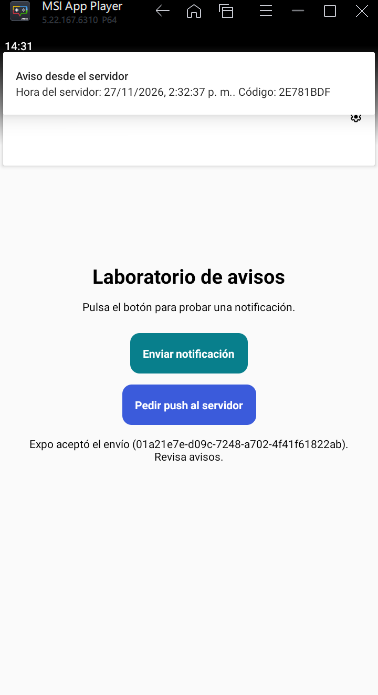 MSI App Player
5.22.167.6310 P64
14:31
Aviso desde el servidor
Hora del servidor: 27/11/2026, 2:32:37 p. m.. Código: 2E781BDF
Laboratorio de avisos
Pulsa el botón para probar una notificación.
Enviar notificación
Pedir push al servidor
Expo aceptó el envío (01a21e7e-d09c-7248-a702-4f41f61822ab).
Revisa avisos.